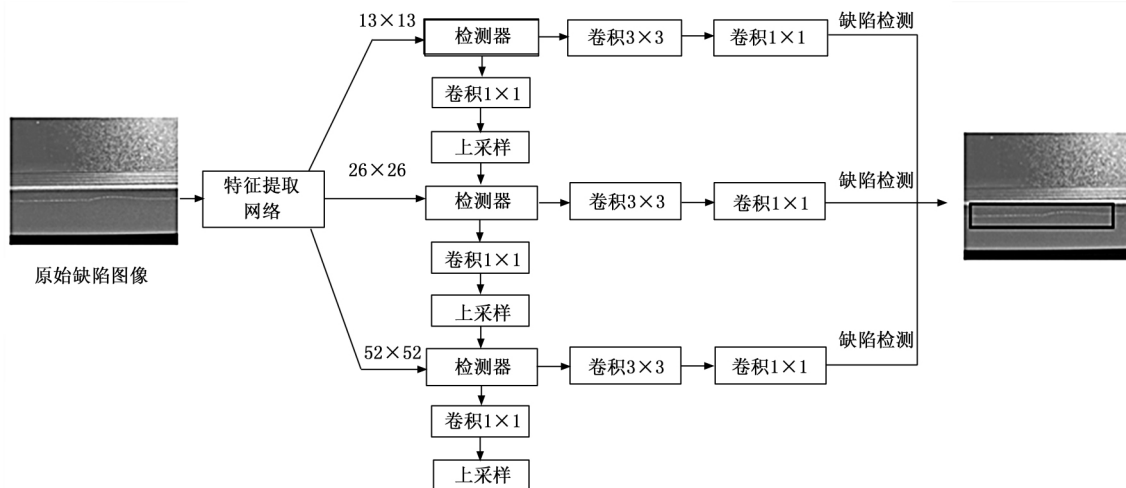 13×13
检测器
卷积3×3
卷积1×1
缺陷检测
卷积1×1
上采样
26×26
特征提取
网络
检测器
卷积3×3
卷积1×1
缺陷检测
原始缺陷图像
卷积1×1
上采样
52×52
检测器
卷积3×3
卷积1×1
缺陷检测
卷积1×1
上采样